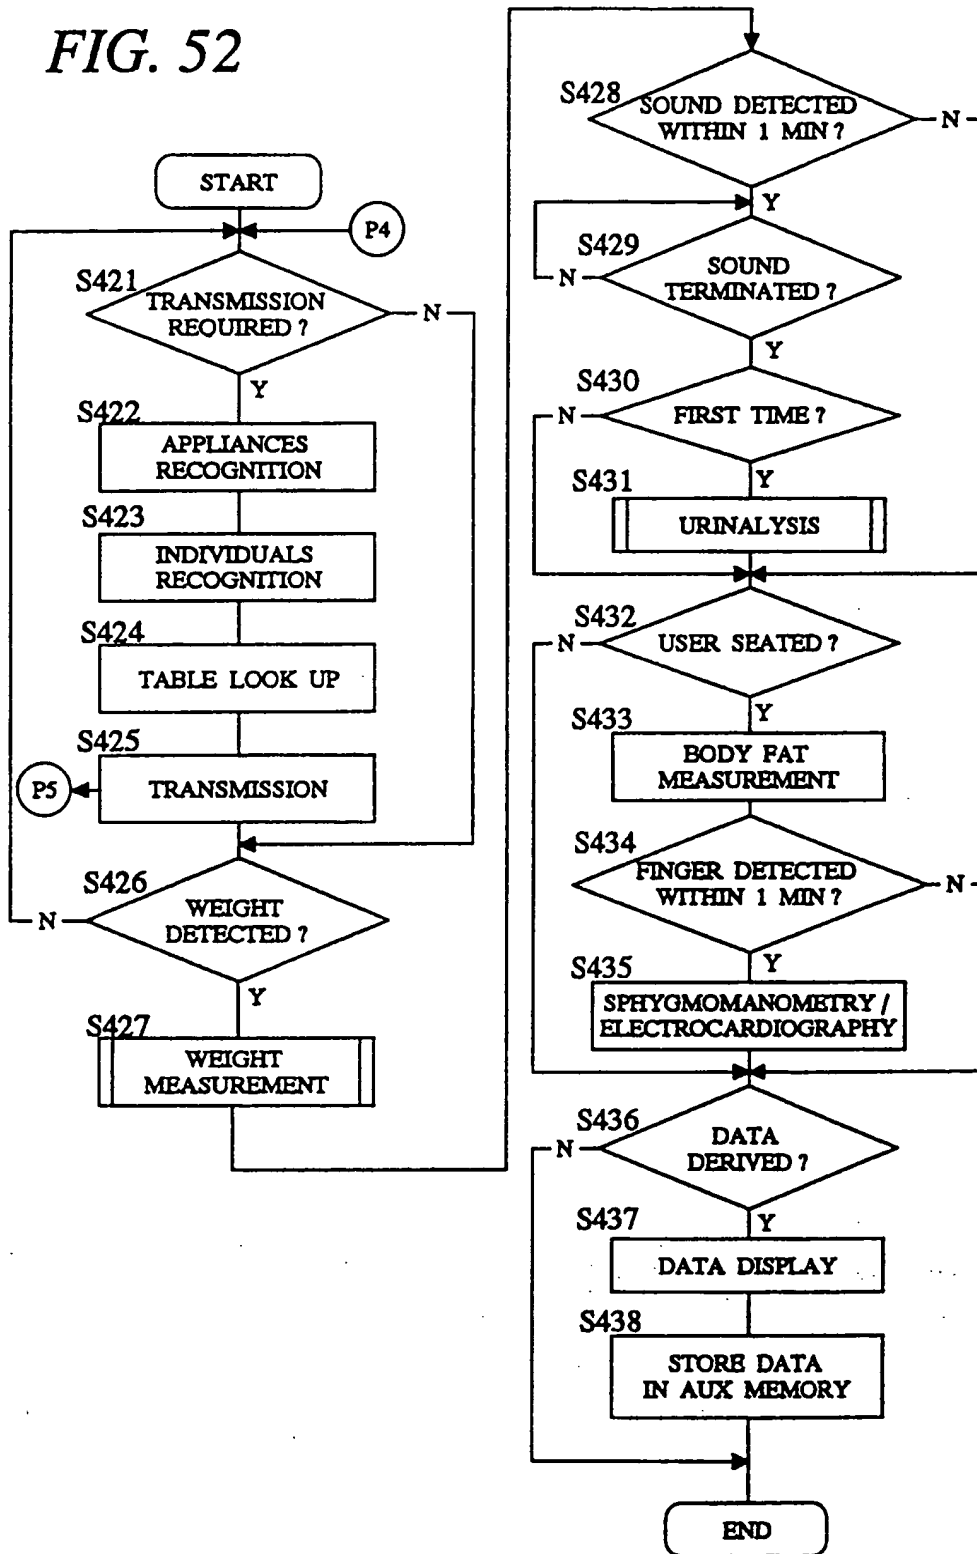 FIG. 52
START
P4
S421
TRANSMISSION
REQUIRED ?
N
Y
S422
APPLIANCES
RECOGNITION
S423
INDIVIDUALS
RECOGNITION
S424
TABLE LOOK UP
S425
TRANSMISSION
P5
S426
WEIGHT
DETECTED ?
N
Y
S427
WEIGHT
MEASUREMENT
S428
SOUND DETECTED
WITHIN 1 MIN ?
N
Y
S429
SOUND
TERMINATED ?
N
Y
S430
FIRST TIME ?
N
Y
S431
URINALYSIS
S432
USER SEATED ?
N
Y
S433
BODY FAT
MEASUREMENT
S434
FINGER DETECTED
WITHIN 1 MIN ?
N
Y
S435
SPHYGMOMANOMETRY /
ELECTROCARDIOGRAPHY
S436
DATA
DERIVED ?
N
Y
S437
DATA DISPLAY
S438
STORE DATA
IN AUX MEMORY
END